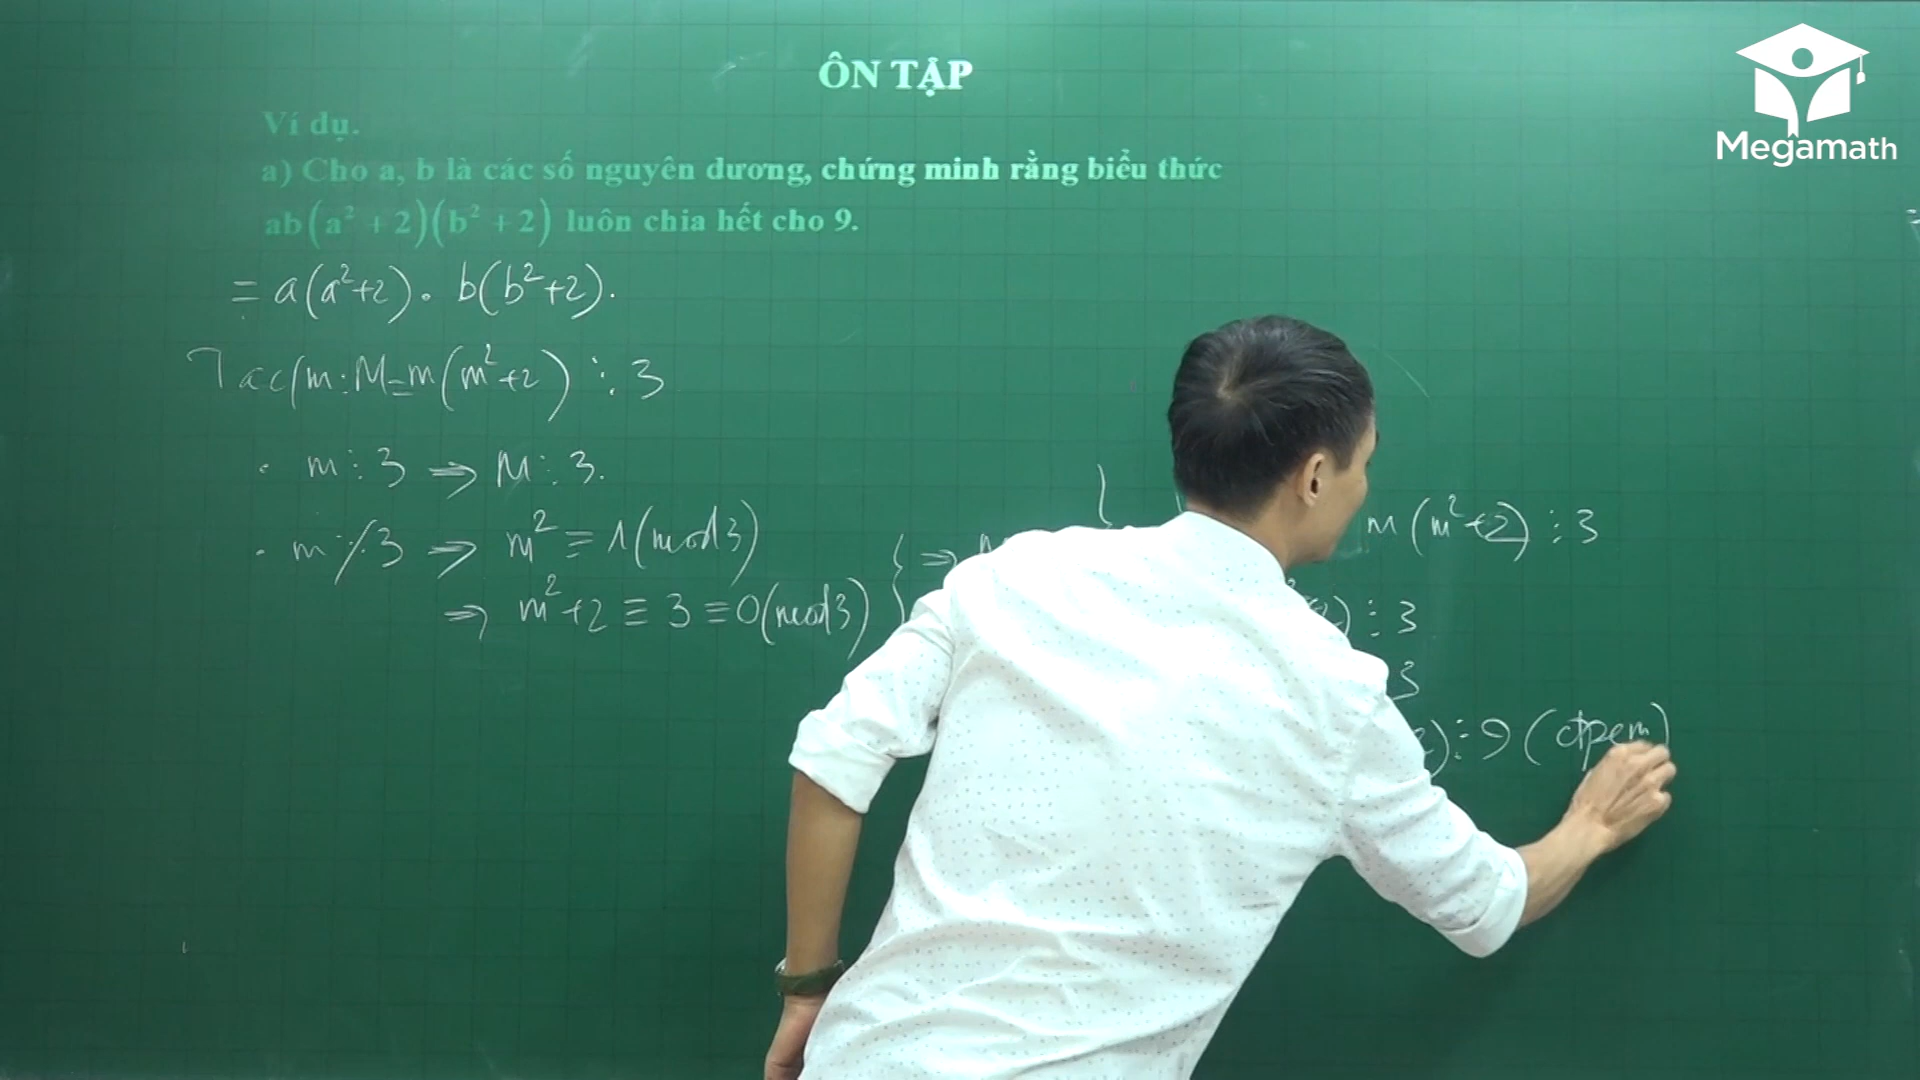 ÔN TẬP
Megamath
Ví dụ.
a) Cho a, b là các số nguyên dương, chứng minh rằng biểu thức
ab(a² + 2)(b² + 2) luôn chia hết cho 9.
= a(a²+2). b(b²+2).
Ta c/m: M = m(m²+2) ⋮ 3
. m ⋮ 3 ⇒ M ⋮ 3.
. m ⋮̸ 3 ⇒ m² ≡ 1 (mod 3)
⇒ m²+2 ≡ 3 ≡ 0 (mod 3)
} ⇒
m(m²+2) ⋮ 3
) ⋮ 3
3
) ⋮ 9 (đpcm)